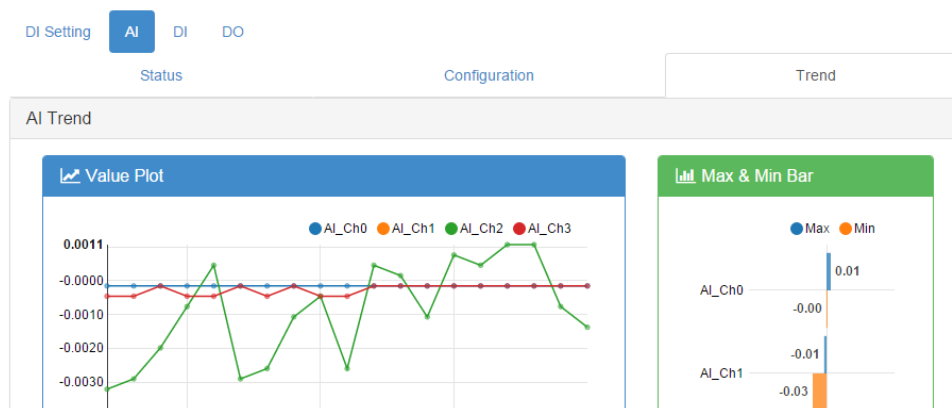 DI Setting AI DI DO
Status Configuration Trend
AI Trend
Value Plot
AI_Ch0 AI_Ch1 AI_Ch2 AI_Ch3
0.0011
-0.0000
-0.0010
-0.0020
-0.0030
Max & Min Bar
Max Min
AI_Ch0
0.01
-0.00
AI_Ch1
-0.01
-0.03